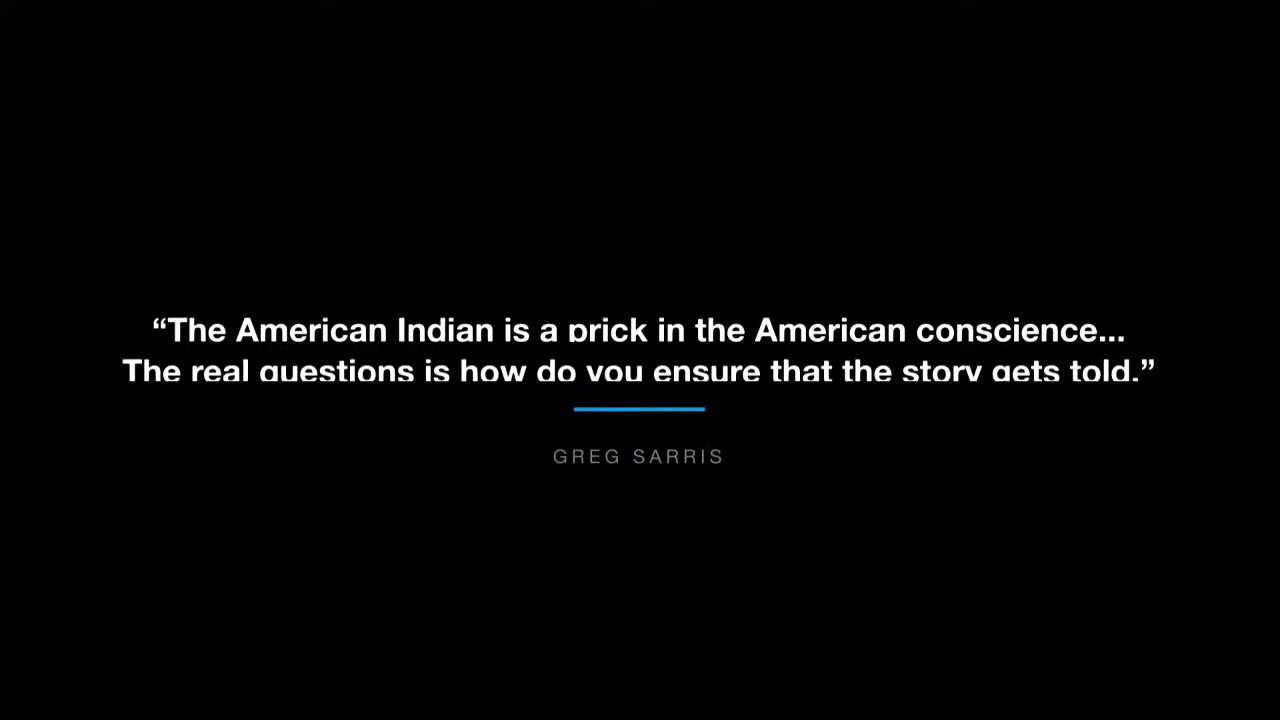 “The American Indian is a prick in the American conscience...
The real questions is how do you ensure that the story gets told.”
GREG SARRIS